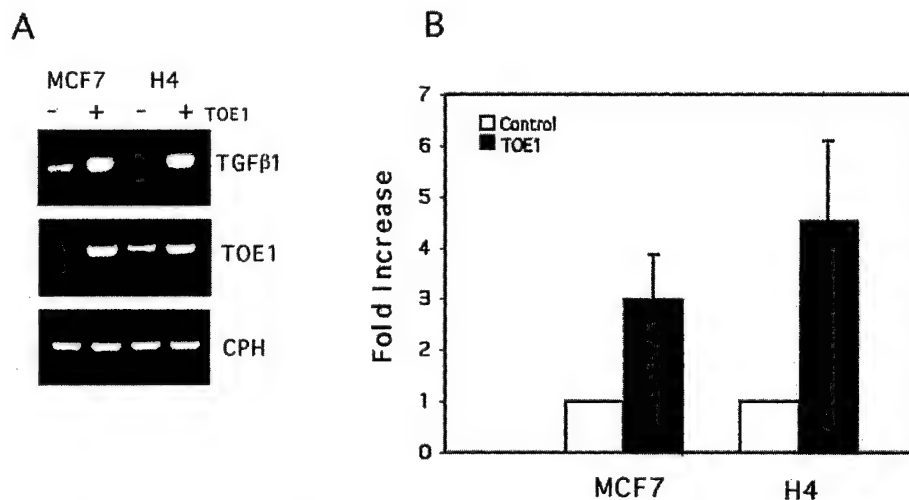 A
MCF7 H4
- + - + TOE1
TGFβ1
TOE1
CPH
B
7
6
5
4
3
2
1
0
Fold Increase
Control
TOE1
MCF7 H4